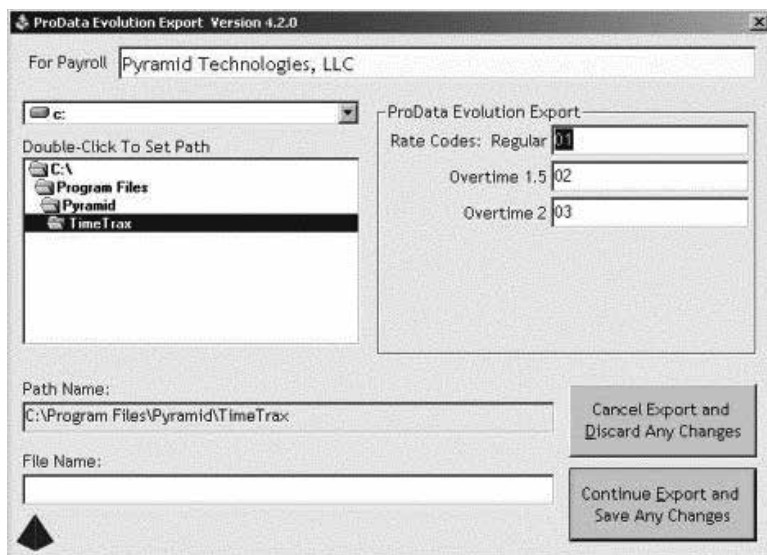 ProData Evolution Export Version 4.2.0
For Payroll Pyramid Technologies, LLC
c:
Double-Click To Set Path
C:\
Program Files
Pyramid
TimeTrax
ProData Evolution Export
Rate Codes: Regular 01
Overtime 1.5 02
Overtime 2 03
Path Name:
C:\Program Files\Pyramid\TimeTrax
File Name:
Cancel Export and
Discard Any Changes
Continue Export and
Save Any Changes